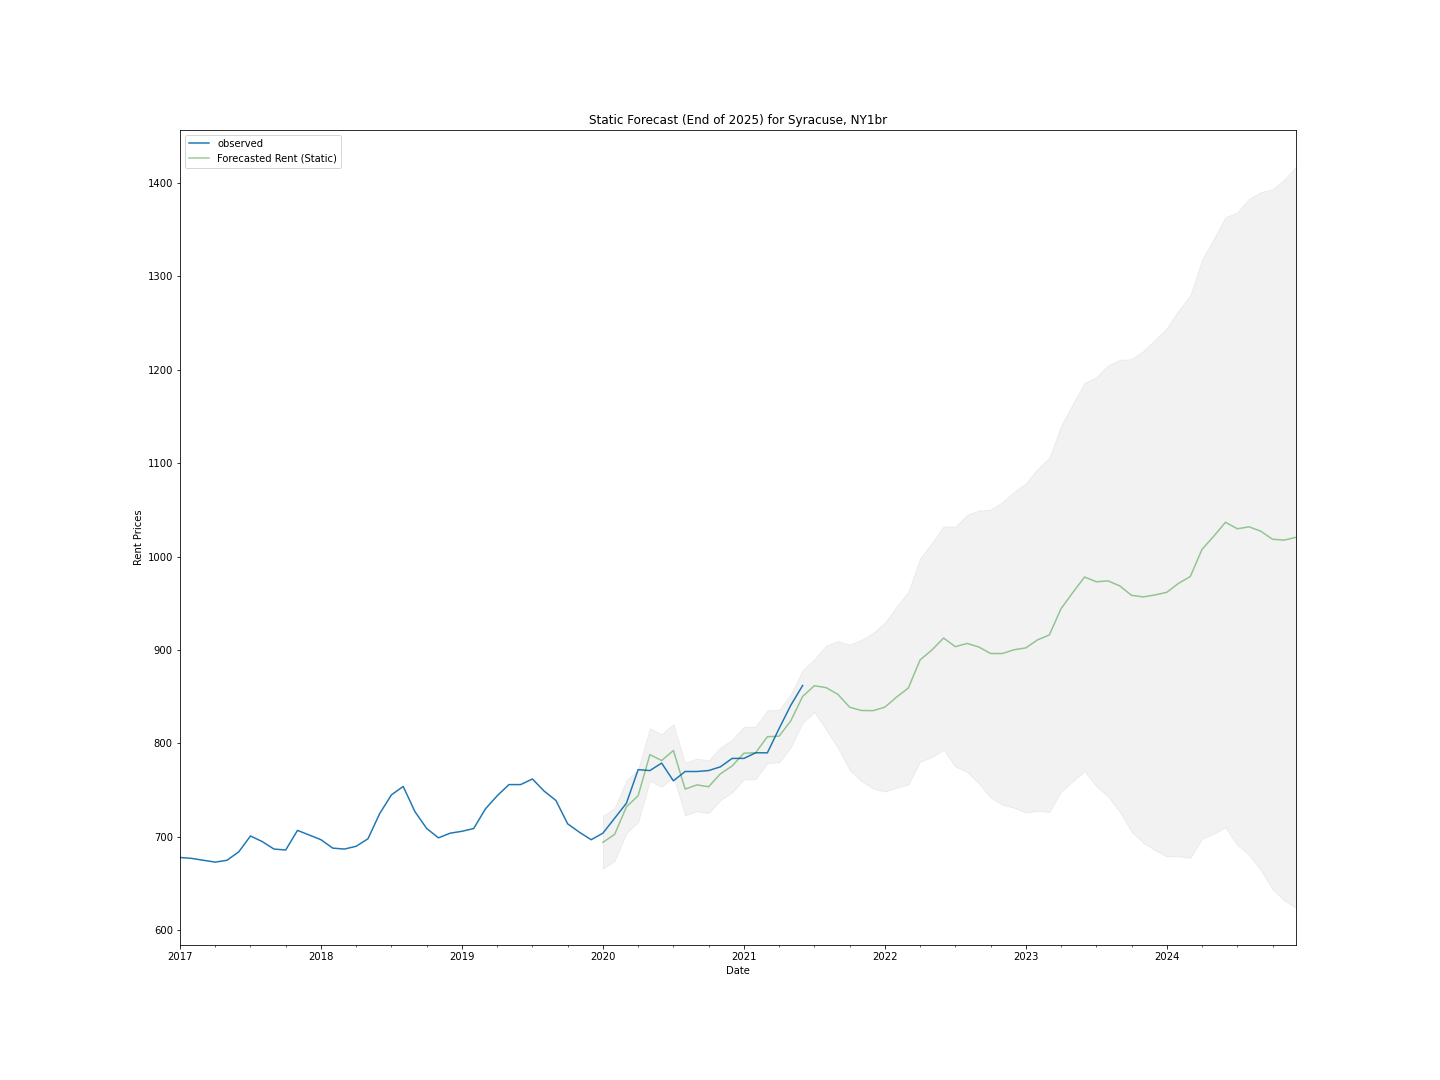 Static Forecast (End of 2025) for Syracuse, NY1br
observed
Forecasted Rent (Static)
1400
1300
1200
1100
1000
900
800
700
600
Rent Prices
2017 2018 2019 2020 2021 2022 2023 2024
Date